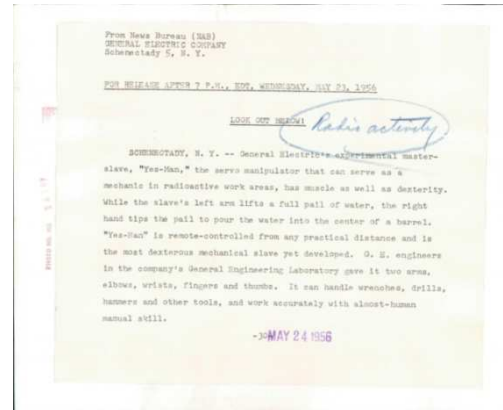 From News Bureau (NAB)
GENERAL ELECTRIC COMPANY
Schenectady 5, N. Y.
FOR RELEASE AFTER 7 P.M., EDT, WEDNESDAY, MAY 23, 1956
LOOK OUT BELOW!
Radio activity
SCHENECTADY, N. Y. -- General Electric's experimental master-
slave, "Yes-Man," the servo manipulator that can serve as a
mechanic in radioactive work areas, has muscle as well as dexterity.
While the slave's left arm lifts a full pail of water, the right
hand tips the pail to pour the water into the center of a barrel.
"Yes-Man" is remote-controlled from any practical distance and is
the most dexterous mechanical slave yet developed. G. E. engineers
in the company's General Engineering Laboratory gave it two arms,
elbows, wrists, fingers and thumbs. It can handle wrenches, drills,
hammers and other tools, and work accurately with almost-human
manual skill.
-30-
MAY 24 1956